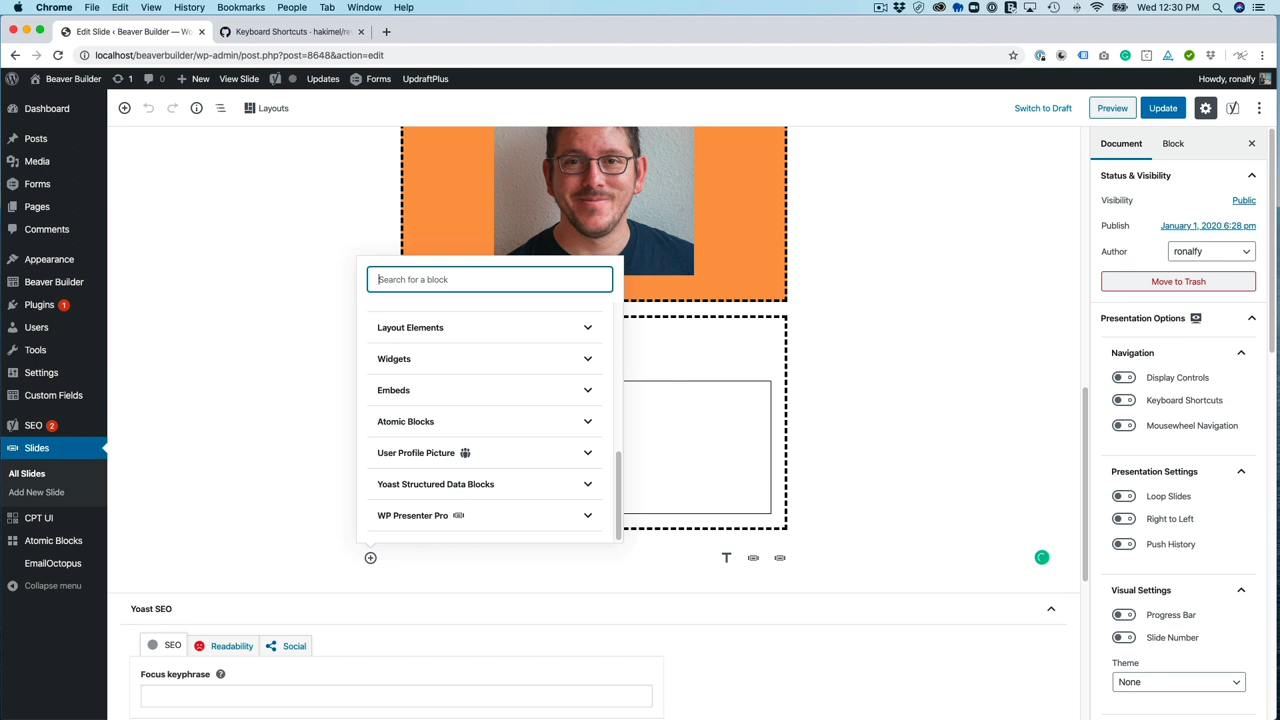 Chrome File Edit View History Bookmarks People Tab Window Help Wed 12:30 PM
Edit Slide ‹ Beaver Builder — Wo Keyboard Shortcuts · hakimel/re
localhost/beaverbuilder/wp-admin/post.php?post=8648&action=edit
Beaver Builder 1 0 New View Slide Updates Forms UpdraftPlus Howdy, ronalfy
Dashboard
Posts
Media
Forms
Pages
Comments
Appearance
Beaver Builder
Plugins 1
Users
Tools
Settings
Custom Fields
SEO 2
Slides
All Slides
Add New Slide
CPT UI
Atomic Blocks
EmailOctopus
Collapse menu
Layouts
Switch to Draft Preview Update
Search for a block
Layout Elements
Widgets
Embeds
Atomic Blocks
User Profile Picture
Yoast Structured Data Blocks
WP Presenter Pro
Yoast SEO
SEO Readability Social
Focus keyphrase
Document Block
Status & Visibility
Visibility Public
Publish January 1, 2020 6:28 pm
Author ronalfy
Move to Trash
Presentation Options
Navigation
Display Controls
Keyboard Shortcuts
Mousewheel Navigation
Presentation Settings
Loop Slides
Right to Left
Push History
Visual Settings
Progress Bar
Slide Number
Theme
None